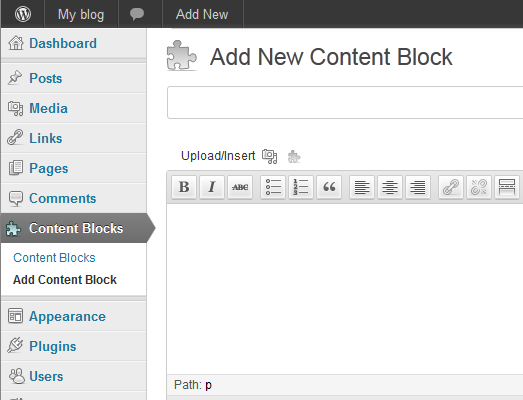 My blog Add New
Dashboard
Posts
Media
Links
Pages
Comments
Content Blocks
Content Blocks
Add Content Block
Appearance
Plugins
Users
Add New Content Block
Upload/Insert
B I ABC
Path: p